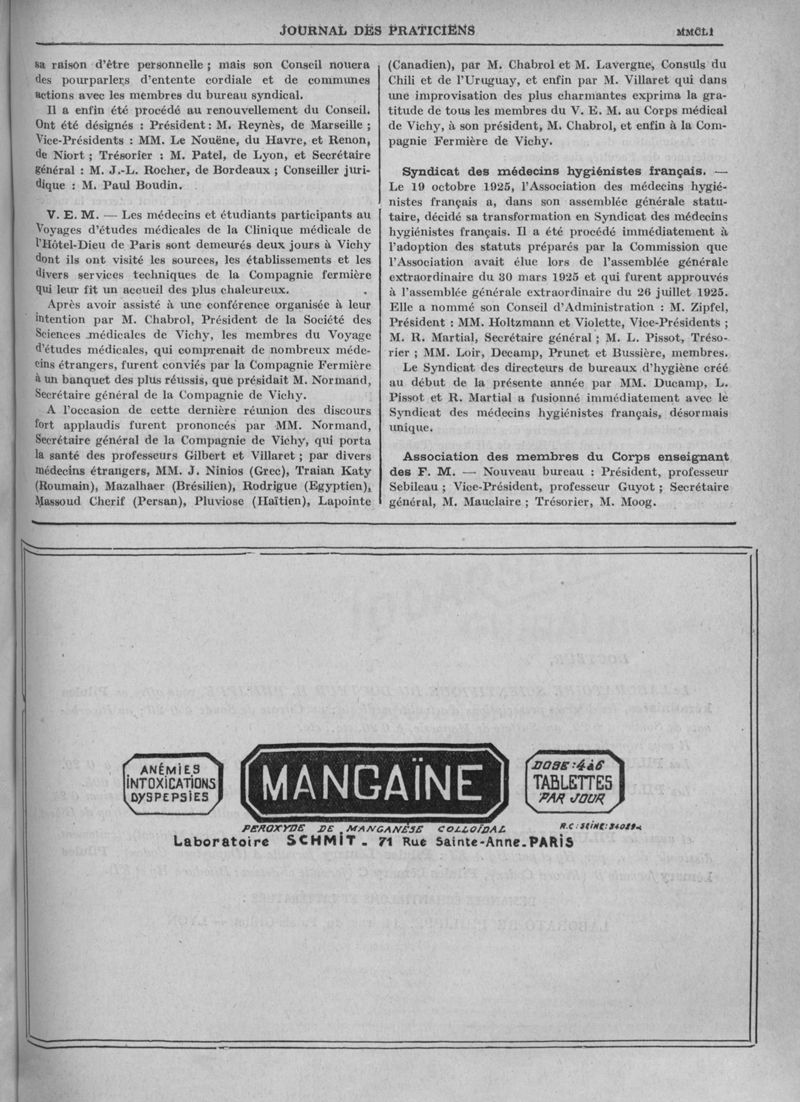 JOURNAL DES PRATICIENS
MMCLI
sa raison d'être personnelle ; mais son Conseil nouera
des pourparlers d'entente cordiale et de communes
actions avec les membres du bureau syndical.
Il a enfin été procédé au renouvellement du Conseil.
Ont été désignés : Président : M. Reynès, de Marseille ;
Vice-Présidents : MM. Le Nouëne, du Havre, et Renon,
de Niort ; Trésorier : M. Patel, de Lyon, et Secrétaire
général : M. J.-L. Rocher, de Bordeaux ; Conseiller juri-
dique : M. Paul Boudin.
V. E. M. — Les médecins et étudiants participants au
Voyages d'études médicales de la Clinique médicale de
l'Hôtel-Dieu de Paris sont demeurés deux jours à Vichy
dont ils ont visité les sources, les établissements et les
divers services techniques de la Compagnie fermière
qui leur fit un accueil des plus chaleureux.
Après avoir assisté à une conférence organisée à leur
intention par M. Chabrol, Président de la Société des
Sciences médicales de Vichy, les membres du Voyage
d'études médicales, qui comprenait de nombreux méde-
cins étrangers, furent conviés par la Compagnie Fermière
à un banquet des plus réussis, que présidait M. Normand,
Secrétaire général de la Compagnie de Vichy.
A l'occasion de cette dernière réunion des discours
fort applaudis furent prononcés par MM. Normand,
Secrétaire général de la Compagnie de Vichy, qui porta
la santé des professeurs Gilbert et Villaret ; par divers
médecins étrangers, MM. J. Ninios (Grec), Traian Katy
(Roumain), Mazalhaer (Brésilien), Rodrigue (Egyptien),
Massoud Cherif (Persan), Pluviose (Haïtien), Lapointe
(Canadien), par M. Chabrol et M. Lavergne, Consuls du
Chili et de l'Uruguay, et enfin par M. Villaret qui dans
une improvisation des plus charmantes exprima la gra-
titude de tous les membres du V. E. M. au Corps médical
de Vichy, à son président, M. Chabrol, et enfin à la Com-
pagnie Fermière de Vichy.
Syndicat des médecins hygiénistes français. —
Le 19 octobre 1925, l'Association des médecins hygié-
nistes français a, dans son assemblée générale statu-
taire, décidé sa transformation en Syndicat des médecins
hygiénistes français. Il a été procédé immédiatement à
l'adoption des statuts préparés par la Commission que
l'Association avait élue lors de l'assemblée générale
extraordinaire du 30 mars 1925 et qui furent approuvés
à l'assemblée générale extraordinaire du 26 juillet 1925.
Elle a nommé son Conseil d'Administration : M. Zipfel,
Président : MM. Holtzmann et Violette, Vice-Présidents ;
M. R. Martial, Secrétaire général ; M. L. Pissot, Tréso-
rier ; MM. Loir, Decamp, Prunet et Bussière, membres.
Le Syndicat des directeurs de bureaux d'hygiène créé
au début de la présente année par MM. Ducamp, L.
Pissot et R. Martial a fusionné immédiatement avec le
Syndicat des médecins hygiénistes français, désormais
unique.
Association des membres du Corps enseignant
des F. M. — Nouveau bureau : Président, professeur
Sebileau ; Vice-Président, professeur Guyot ; Secrétaire
général, M. Mauclaire ; Trésorier, M. Moog.
ANÉMIES
INTOXICATIONS
DYSPEPSIES
MANGAÏNE
DOSE : 4 à 6
TABLETTES
PAR JOUR
PEROXYDE DE MANGANÈSE COLLOÏDAL
R.C : SEINE :
Laboratoire SCHMIT . 71 Rue Sainte-Anne. PARIS